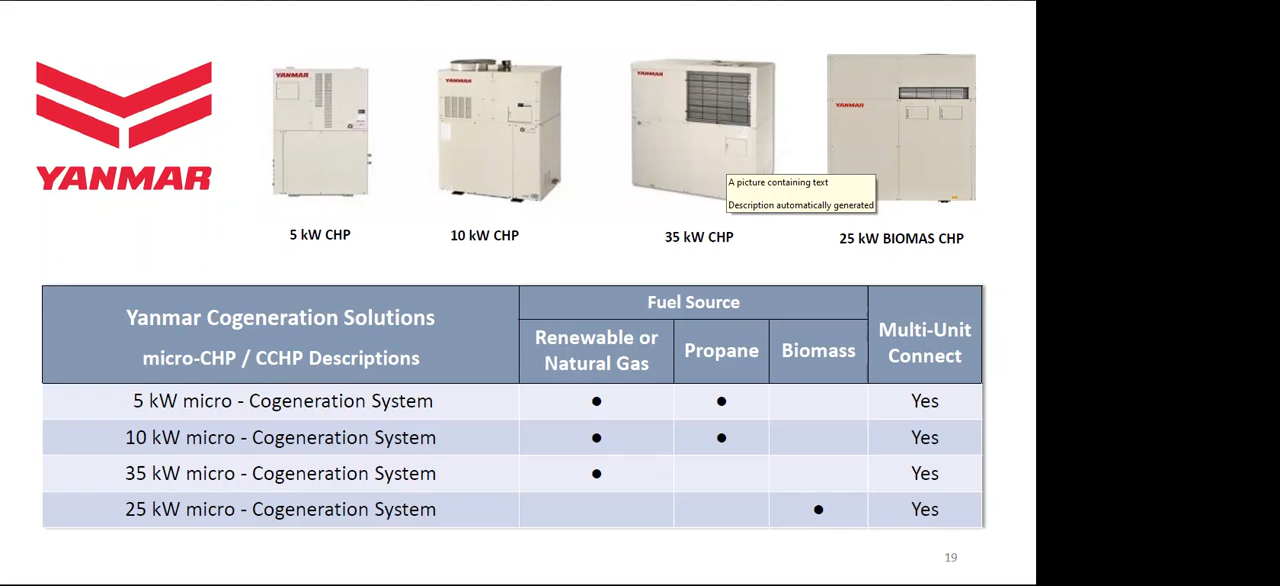 YANMAR
YANMAR
YANMAR
YANMAR
YANMAR
A picture containing text
Description automatically generated
5 kW CHP
10 kW CHP
35 kW CHP
25 kW BIOMAS CHP
Yanmar Cogeneration Solutions
micro-CHP / CCHP Descriptions
Fuel Source
Renewable or
Natural Gas
Propane
Biomass
Multi-Unit
Connect
5 kW micro - Cogeneration System ● ● Yes
10 kW micro - Cogeneration System ● ● Yes
35 kW micro - Cogeneration System ● Yes
25 kW micro - Cogeneration System ● Yes
19